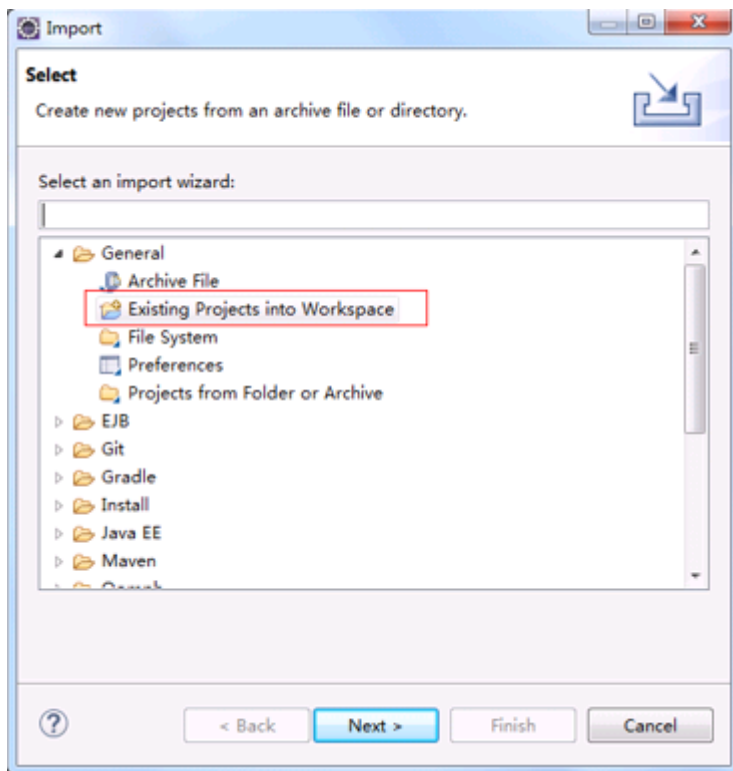 Import
Select
Create new projects from an archive file or directory.
Select an import wizard:
General
Archive File
Existing Projects into Workspace
File System
Preferences
Projects from Folder or Archive
EJB
Git
Gradle
Install
Java EE
Maven
< Back
Next >
Finish
Cancel